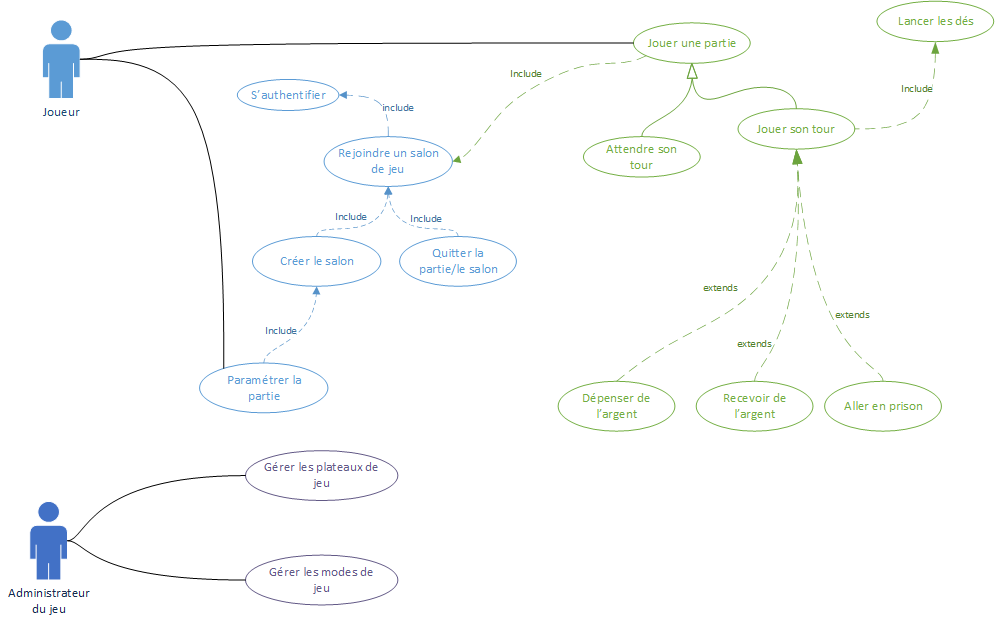 Lancer les dés
Jouer une partie
Include
Include
S'authentifier
include
Joueur
Jouer son tour
Rejoindre un salon
de jeu
Attendre son
tour
Include
Include
Créer le salon
Quitter la
partie/le salon
extends
extends
Include
extends
Paramétrer la
partie
Dépenser de
l'argent
Recevoir de
l'argent
Aller en prison
Gérer les plateaux de
jeu
Gérer les modes de
jeu
Administrateur
du jeu